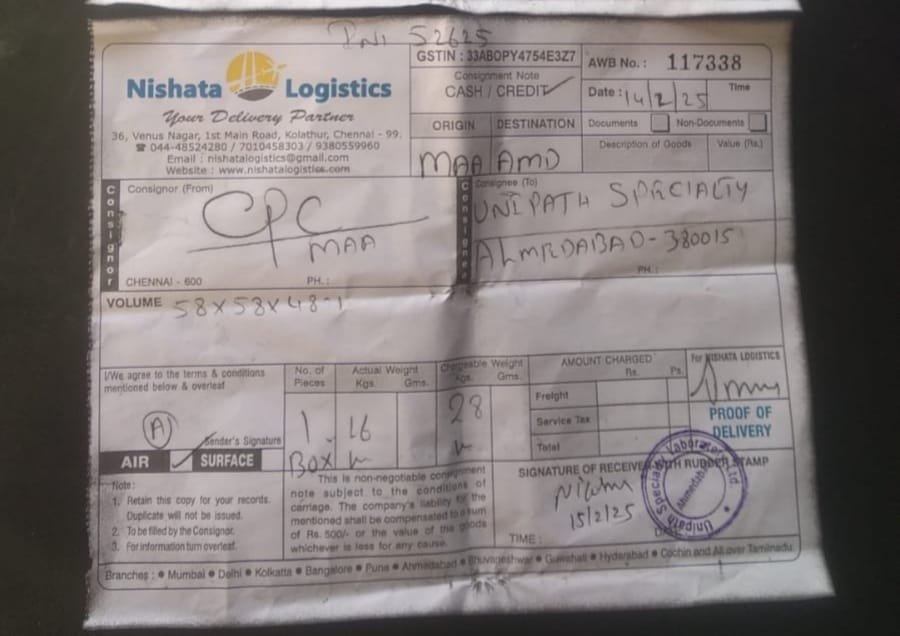 INI 52625
Nishata Logistics
Your Delivery Partner
36, Venus Nagar, 1st Main Road, Kolathur, Chennai - 99.
☎ 044-48524280 / 7010458303 / 9380559960
Email : nishatalogistics@gmail.com
Website : www.nishatalogistics.com
GSTIN : 33ABOPY4754E3Z7
Consignment Note
CASH / CREDIT ✓
AWB No. : 117338
Date : 14/2/25 Time
ORIGIN DESTINATION
MAA AMD
Documents Non-Documents
Description of Goods Value (Rs.)
Consignor
Consignor (From)
CPC
MAA
CHENNAI - 600 PH.:
Consignee
Consignee (To)
UNIPATH SPECIALTY
AHMEDABAD - 380015
PH.:
VOLUME 58x58x48-1
I/We agree to the terms & conditions
mentioned below & overleaf
A
Sender's Signature
AIR ✓ SURFACE
No. of Pieces
1
BOX
Actual Weight
Kgs. Gms.
16
Chargeable Weight
Kgs. Gms.
28
AMOUNT CHARGED
Rs. Ps.
Freight
Service Tax
Total
For NISHATA LOGISTICS
PROOF OF
DELIVERY
Note:
1. Retain this copy for your records.
Duplicate will not be issued.
2. To be filled by the Consignor.
3. For information turn overleaf.
This is non-negotiable consignment
note subject to the conditions of
carriage. The company's liability for the
mentioned shall be compensated to a sum
of Rs. 500/- or the value of the goods
whichever is less for any cause.
SIGNATURE OF RECEIVER WITH RUBBER STAMP
15/2/25
TIME :
Unipath Specialty Laboratory Ltd.
Ahmedabad
Branches : • Mumbai • Delhi • Kolkatta • Bangalore • Pune • Ahmedabad • Bhuvaneshwar • Guwahati • Hyderabad • Cochin and All over Tamilnadu